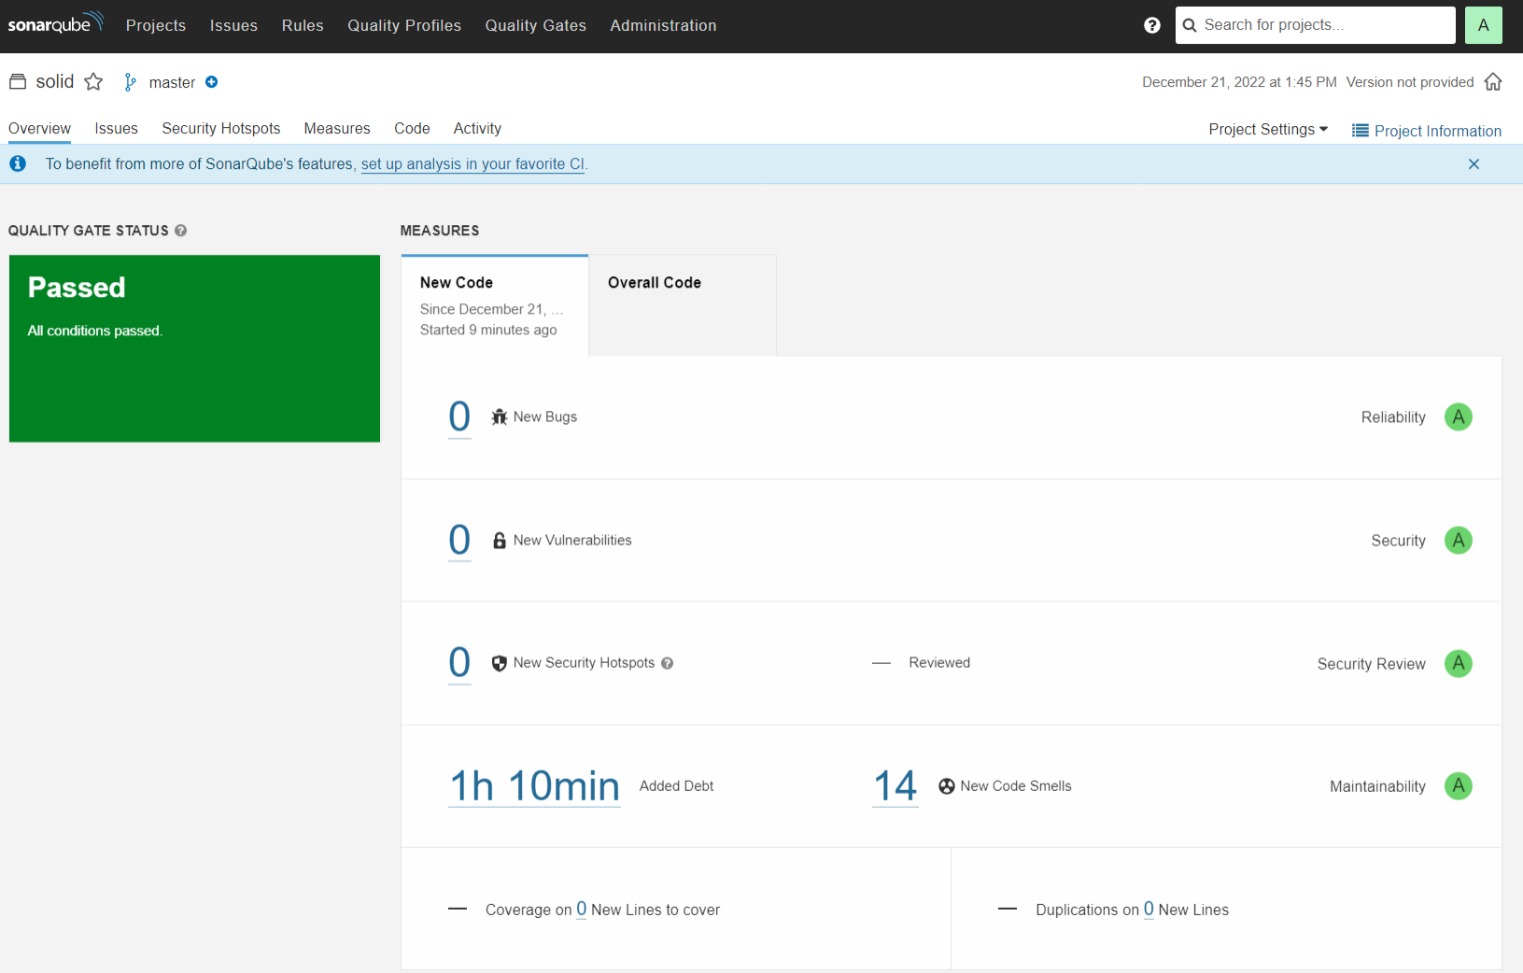 sonarqube Projects Issues Rules Quality Profiles Quality Gates Administration ? Search for projects... A
solid master December 21, 2022 at 1:45 PM Version not provided
Overview Issues Security Hotspots Measures Code Activity Project Settings Project Information
To benefit from more of SonarQube's features, set up analysis in your favorite CI.
QUALITY GATE STATUS ? MEASURES
Passed
All conditions passed.
New Code
Since December 21, ...
Started 9 minutes ago
Overall Code
0 New Bugs Reliability A
0 New Vulnerabilities Security A
0 New Security Hotspots ? — Reviewed Security Review A
1h 10min Added Debt 14 New Code Smells Maintainability A
— Coverage on 0 New Lines to cover — Duplications on 0 New Lines